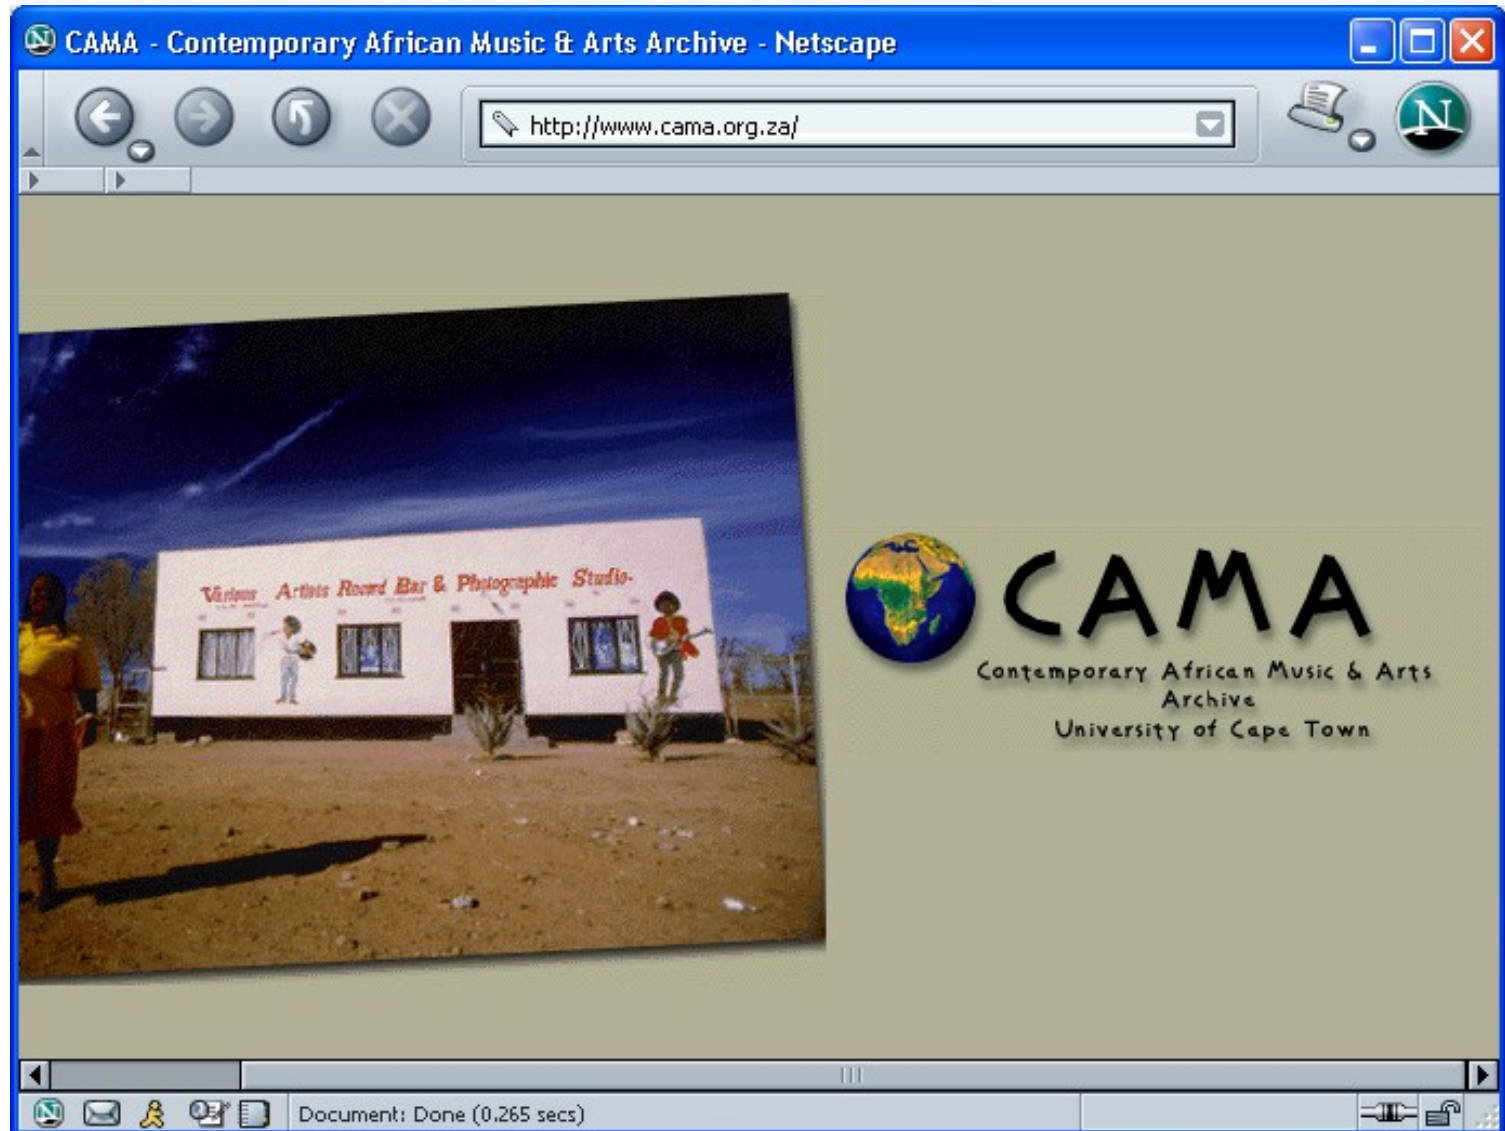 CAMA - Contemporary African Music & Arts Archive - Netscape
http://www.cama.org.za/
Various Artists Record Bar & Photographic Studio-
CAMA
Contemporary African Music & Arts
Archive
University of Cape Town
Document: Done (0.265 secs)